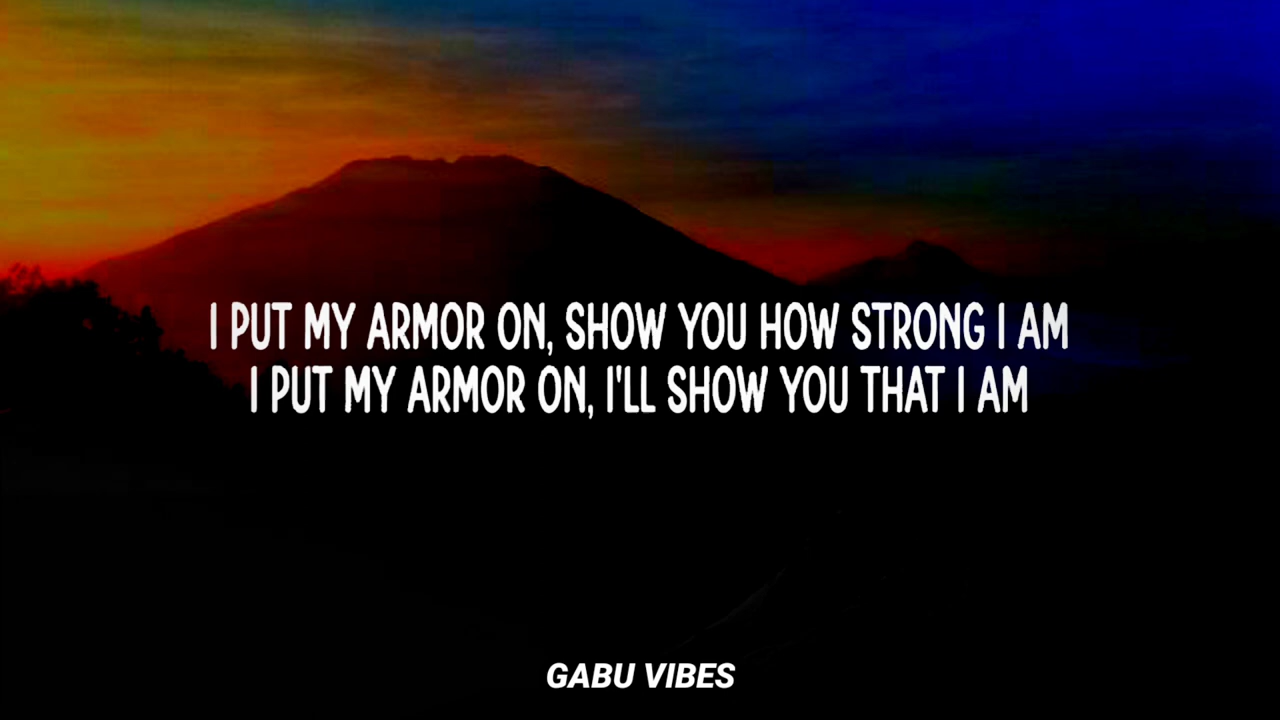 I PUT MY ARMOR ON, SHOW YOU HOW STRONG I AM
I PUT MY ARMOR ON, I'LL SHOW YOU THAT I AM
GABU VIBES